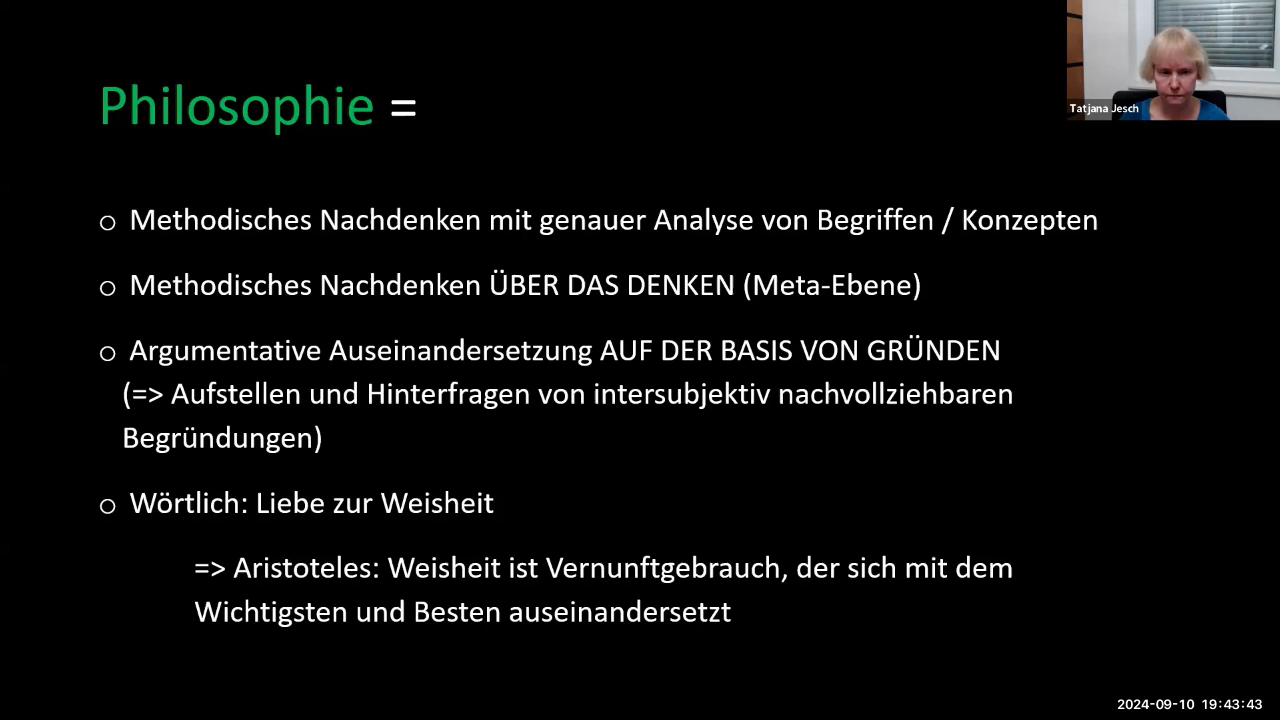 Philosophie =
Tatjana Jesch
o Methodisches Nachdenken mit genauer Analyse von Begriffen / Konzepten
o Methodisches Nachdenken ÜBER DAS DENKEN (Meta-Ebene)
o Argumentative Auseinandersetzung AUF DER BASIS VON GRÜNDEN
(=> Aufstellen und Hinterfragen von intersubjektiv nachvollziehbaren
Begründungen)
o Wörtlich: Liebe zur Weisheit
=> Aristoteles: Weisheit ist Vernunftgebrauch, der sich mit dem
Wichtigsten und Besten auseinandersetzt
2024-09-10 19:43:43